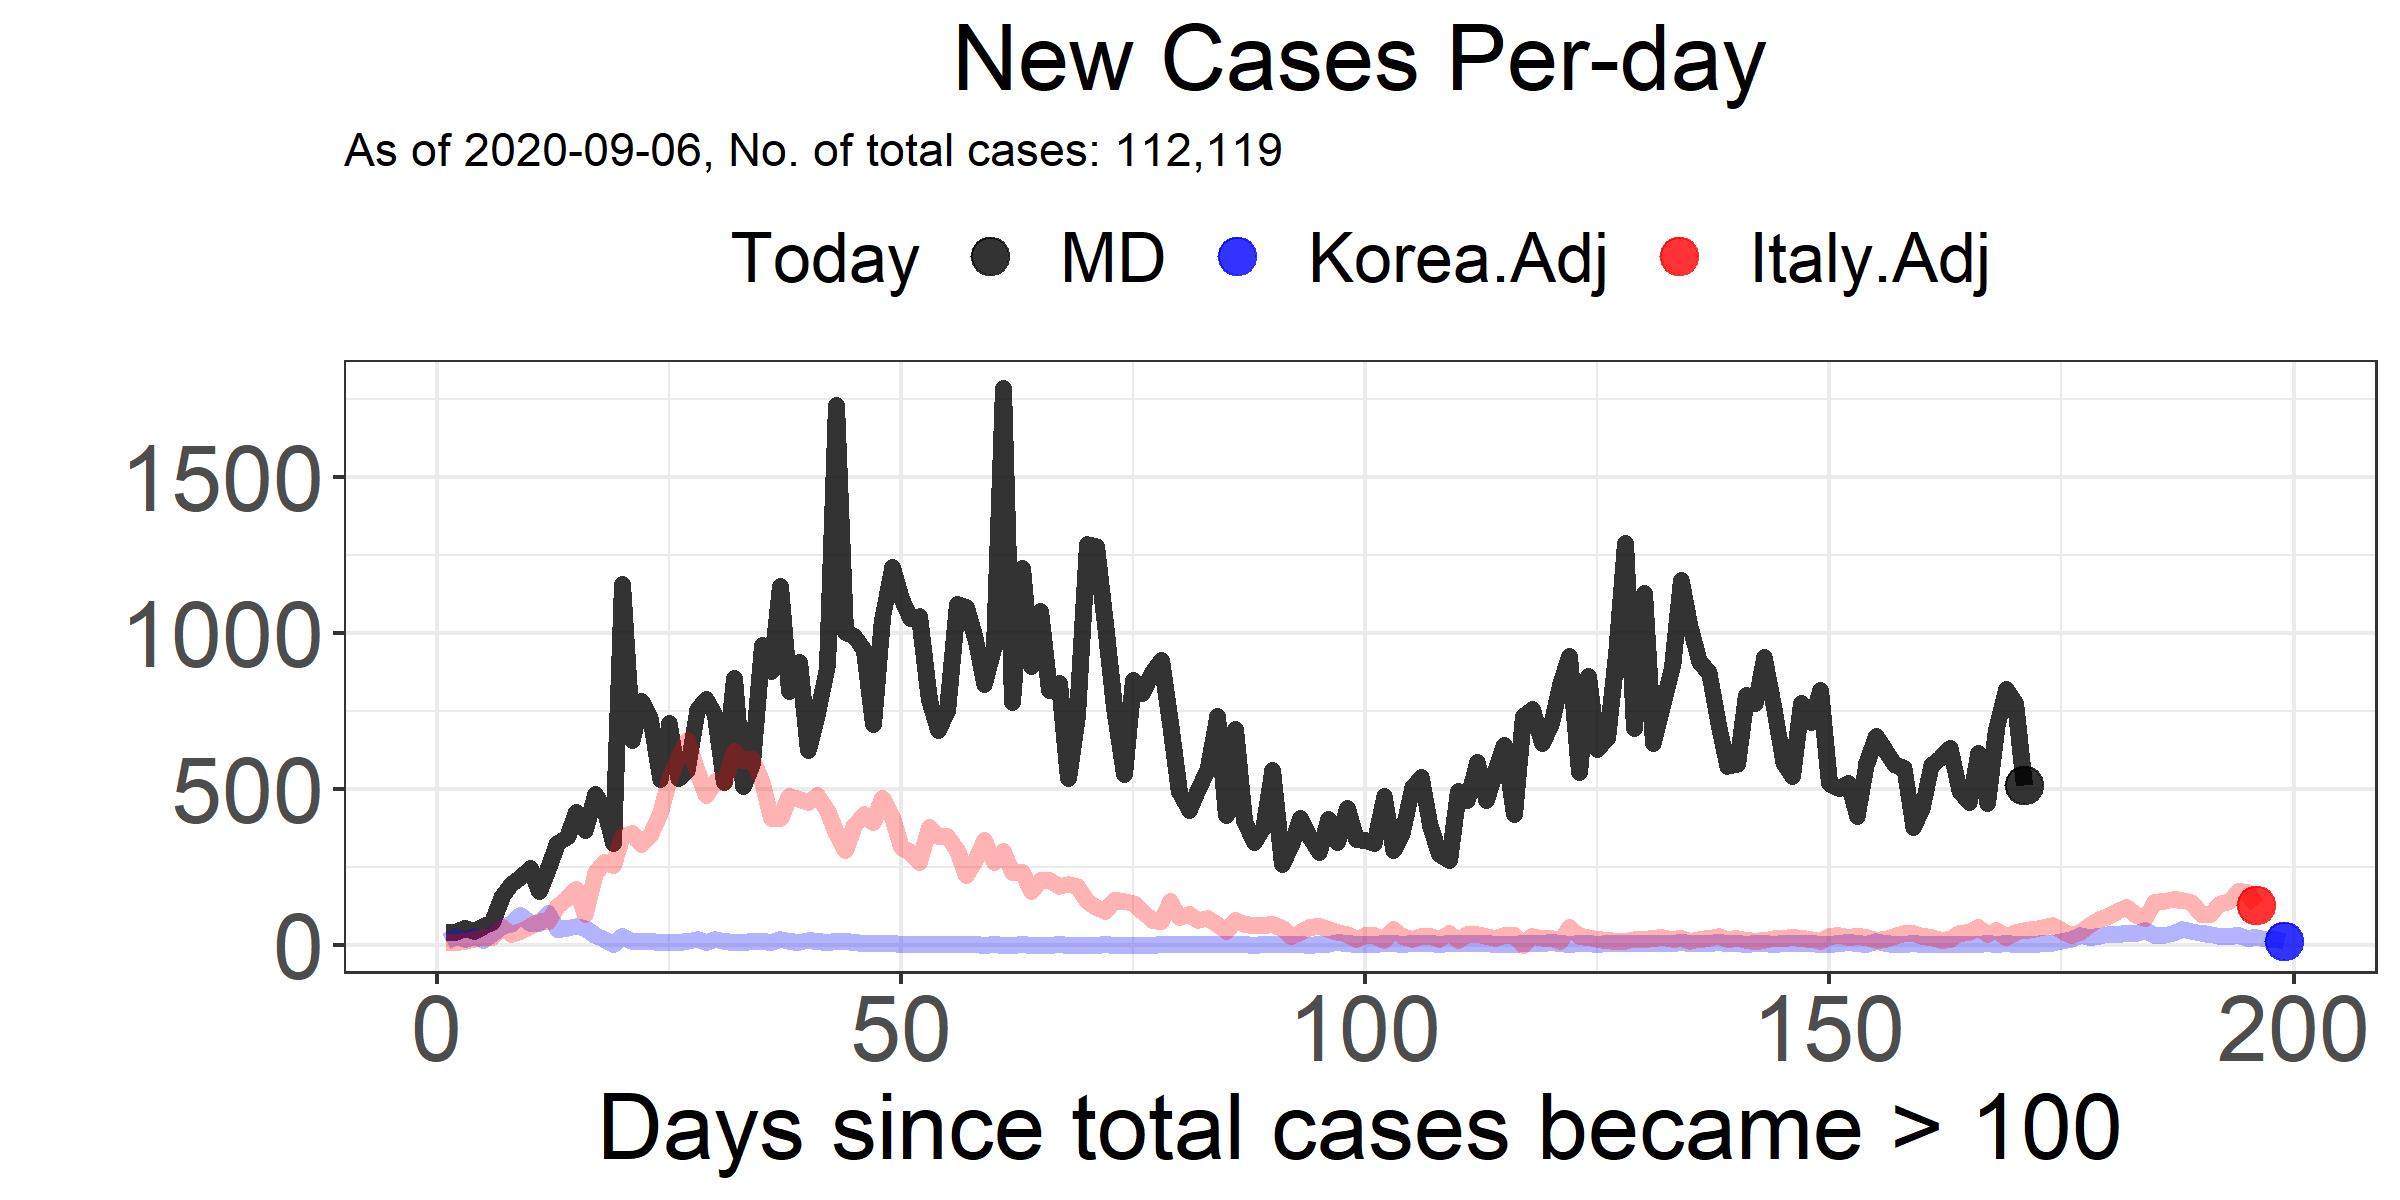 New Cases Per-day
As of 2020-09-06, No. of total cases: 112,119
Today MD Korea.Adj Italy.Adj
1500
1000
500
0
0 50 100 150 200
Days since total cases became > 100